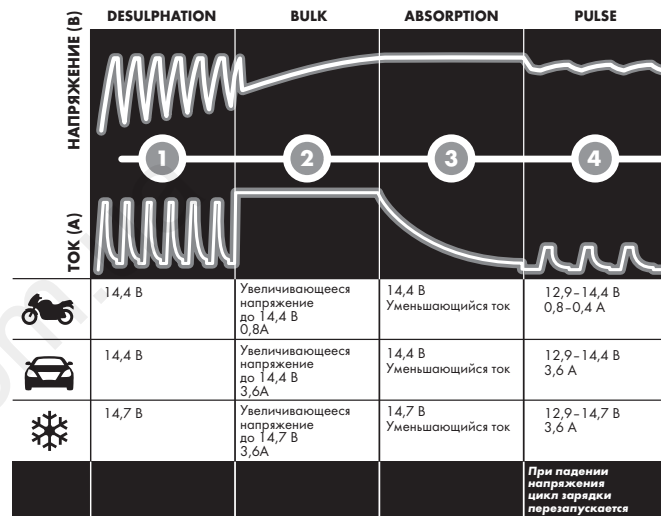 DESULPHATION BULK ABSORPTION PULSE
НАПРЯЖЕНИЕ (В)
1 2 3 4
ТОК (А)
14,4 В
Увеличивающееся
напряжение
до 14,4 В
0,8А
14,4 В
Уменьшающийся ток
12,9–14,4 В
0,8–0,4 А
14,4 В
Увеличивающееся
напряжение
до 14,4 В
3,6А
14,4 В
Уменьшающийся ток
12,9–14,4 В
3,6 А
14,7 В
Увеличивающееся
напряжение
до 14,7 В
3,6А
14,7 В
Уменьшающийся ток
12,9–14,7 В
3,6 А
При падении
напряжения
цикл зарядки
перезапускается